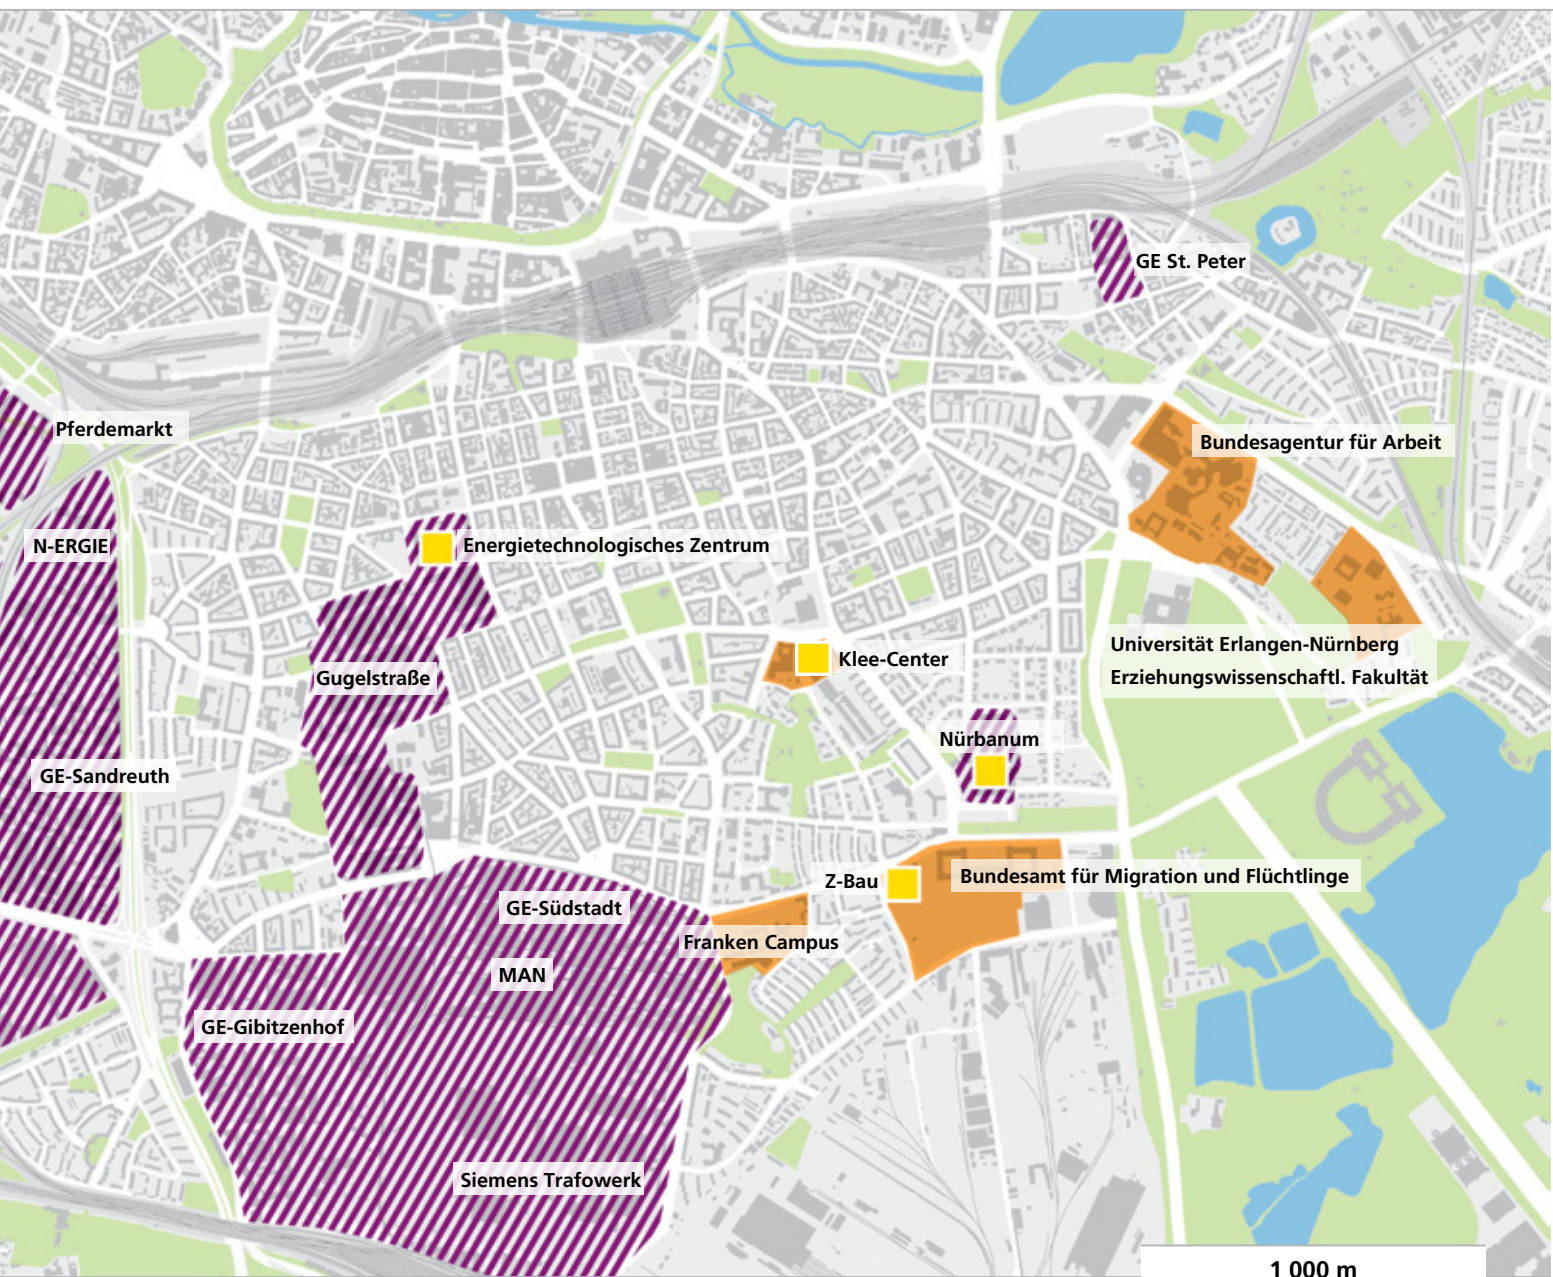 GE St. Peter
Pferdemarkt
Bundesagentur für Arbeit
N-ERGIE
Energietechnologisches Zentrum
Universität Erlangen-Nürnberg
Erziehungswissenschaftl. Fakultät
Klee-Center
Gugelstraße
Nürbanum
GE-Sandreuth
Z-Bau
Bundesamt für Migration und Flüchtlinge
GE-Südstadt
Franken Campus
MAN
GE-Gibitzenhof
Siemens Trafowerk
1 000 m